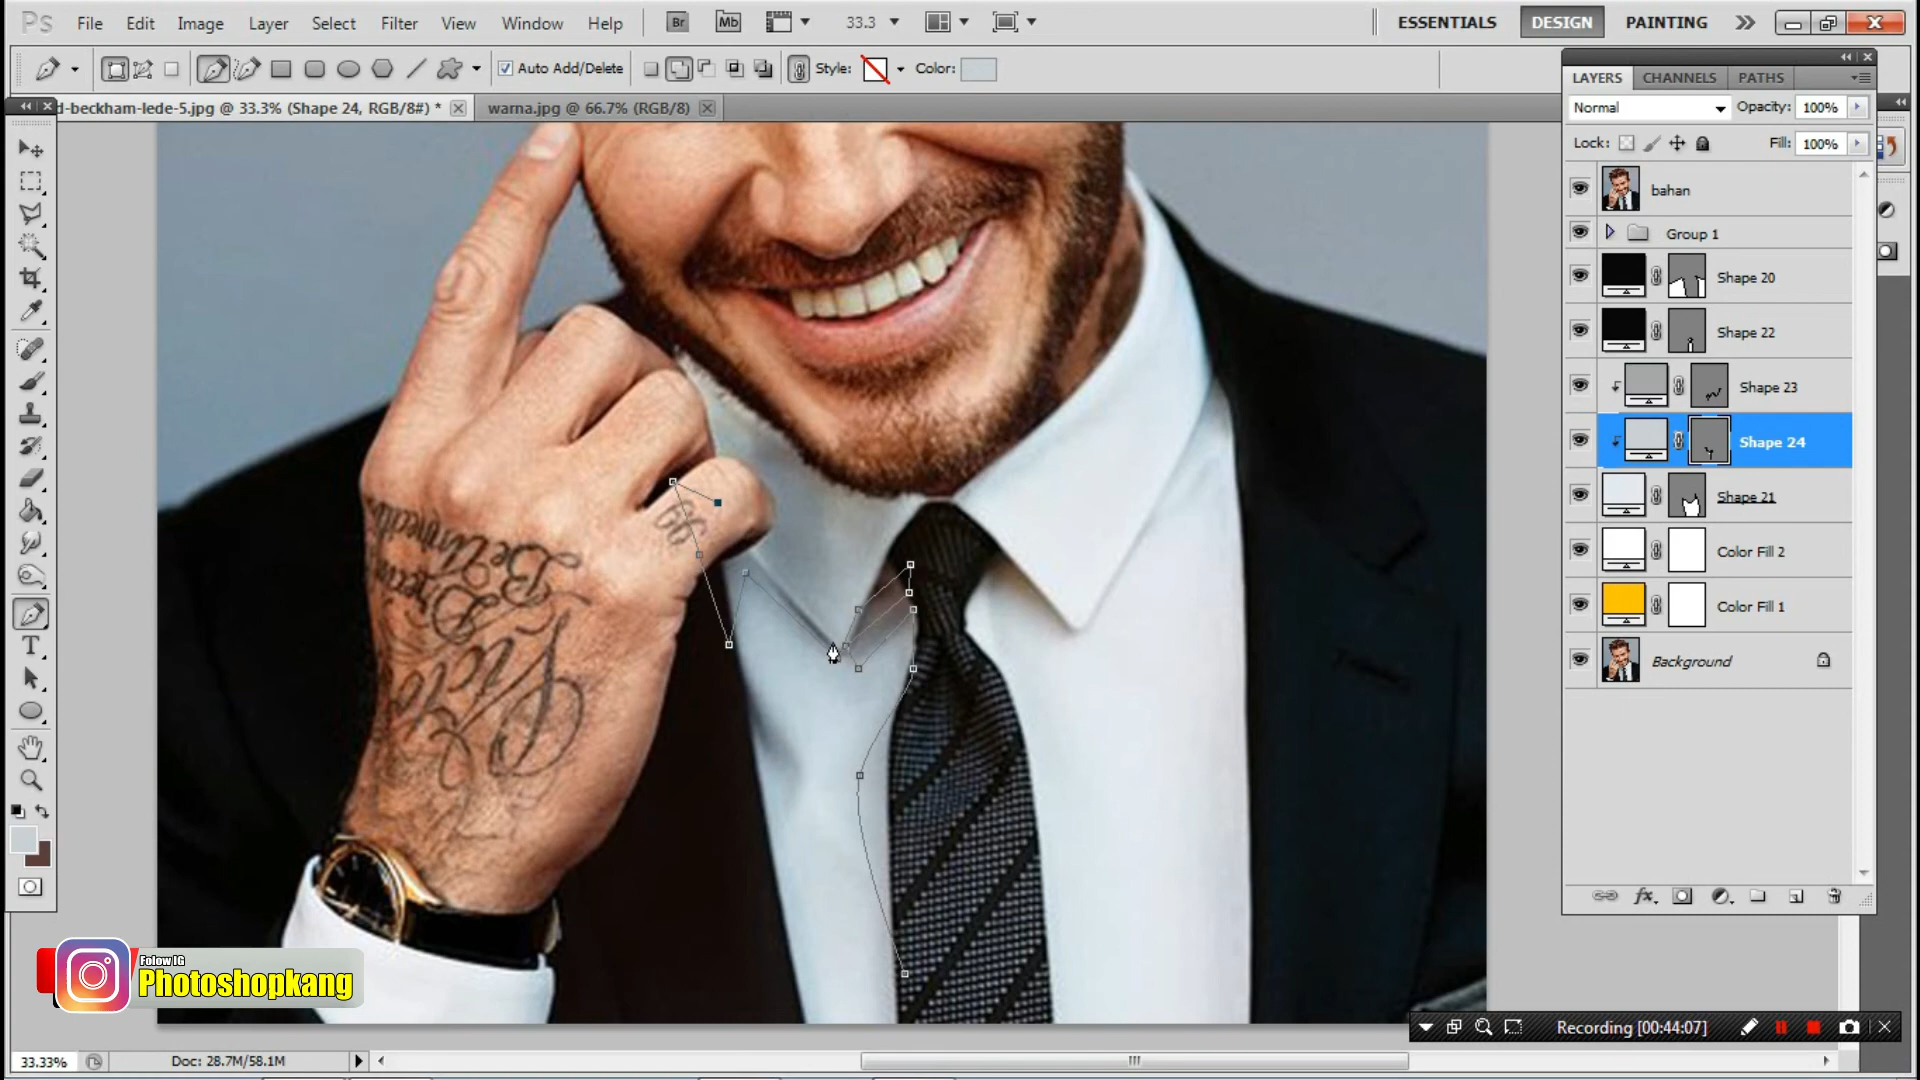 Ps File Edit Image Layer Select Filter View Window Help Br Mb 33.3 ESSENTIALS DESIGN PAINTING
Auto Add/Delete Style: Color:
d-beckham-lede-5.jpg @ 33.3% (Shape 24, RGB/8#) * warna.jpg @ 66.7% (RGB/8)
LAYERS CHANNELS PATHS
Normal Opacity: 100%
Lock: Fill: 100%
bahan
Group 1
Shape 20
Shape 22
Shape 23
Shape 24
Shape 21
Color Fill 2
Color Fill 1
Background
99
Folow IG
Photoshopkang
Recording [00:44:07]
33.33% Doc: 28.7M/58.1M